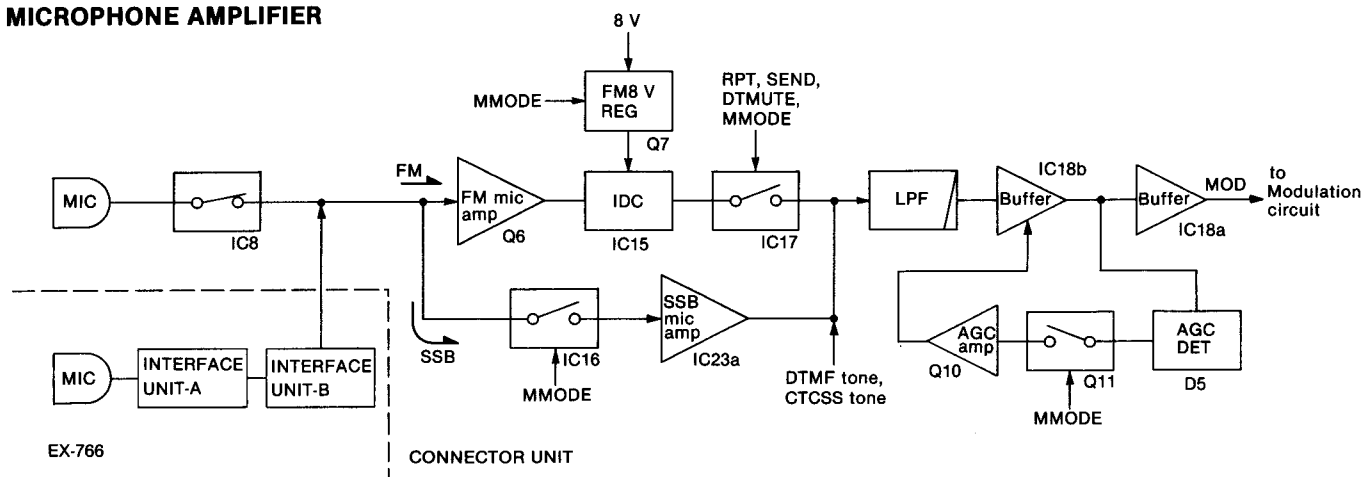 MICROPHONE AMPLIFIER
8 V
MMODE
FM8 V
REG
Q7
RPT, SEND,
DTMUTE,
MMODE
MIC
IC8
FM
FM mic
amp
Q6
IDC
IC15
IC17
LPF
IC18b
Buffer
Buffer
IC18a
MOD
to
Modulation
circuit
SSB
IC16
MMODE
SSB
mic
amp
IC23a
DTMF tone,
CTCSS tone
AGC
amp
Q10
Q11
MMODE
AGC
DET
D5
MIC
INTERFACE
UNIT-A
INTERFACE
UNIT-B
EX-766
CONNECTOR UNIT